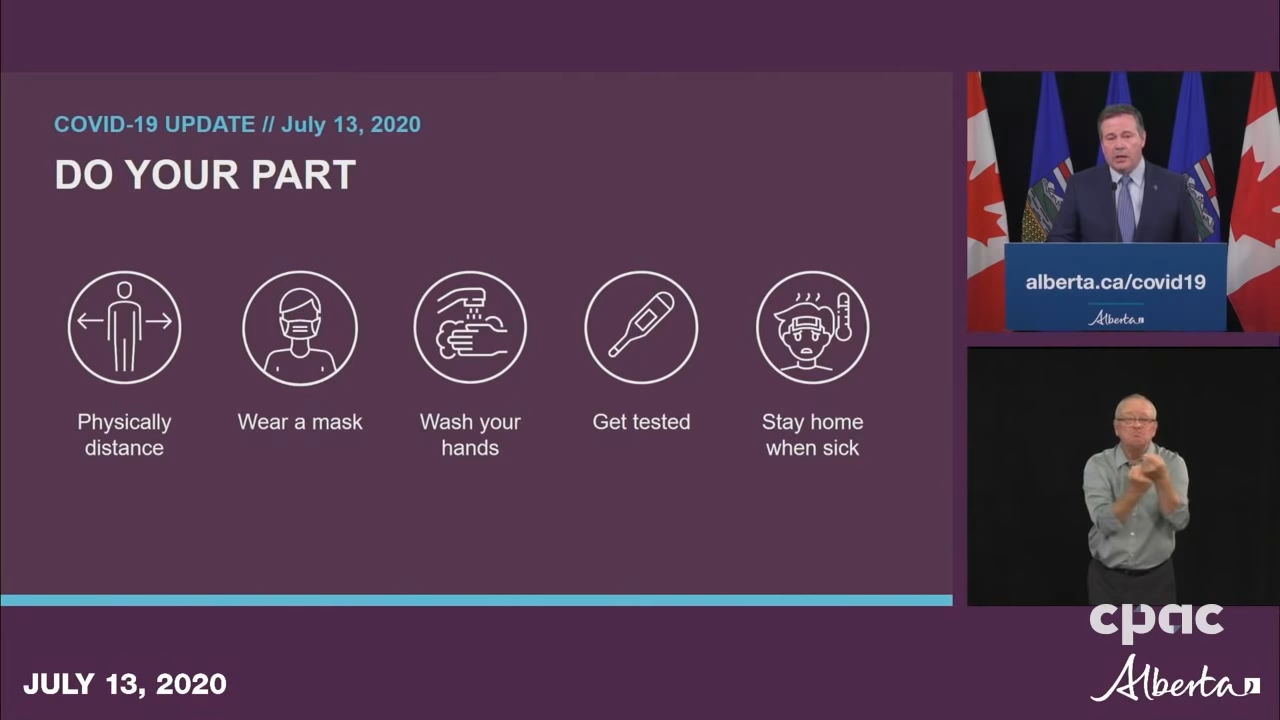 COVID-19 UPDATE // July 13, 2020
DO YOUR PART
Physically
distance
Wear a mask
Wash your
hands
Get tested
Stay home
when sick
alberta.ca/covid19
Alberta
cpac
JULY 13, 2020
Alberta